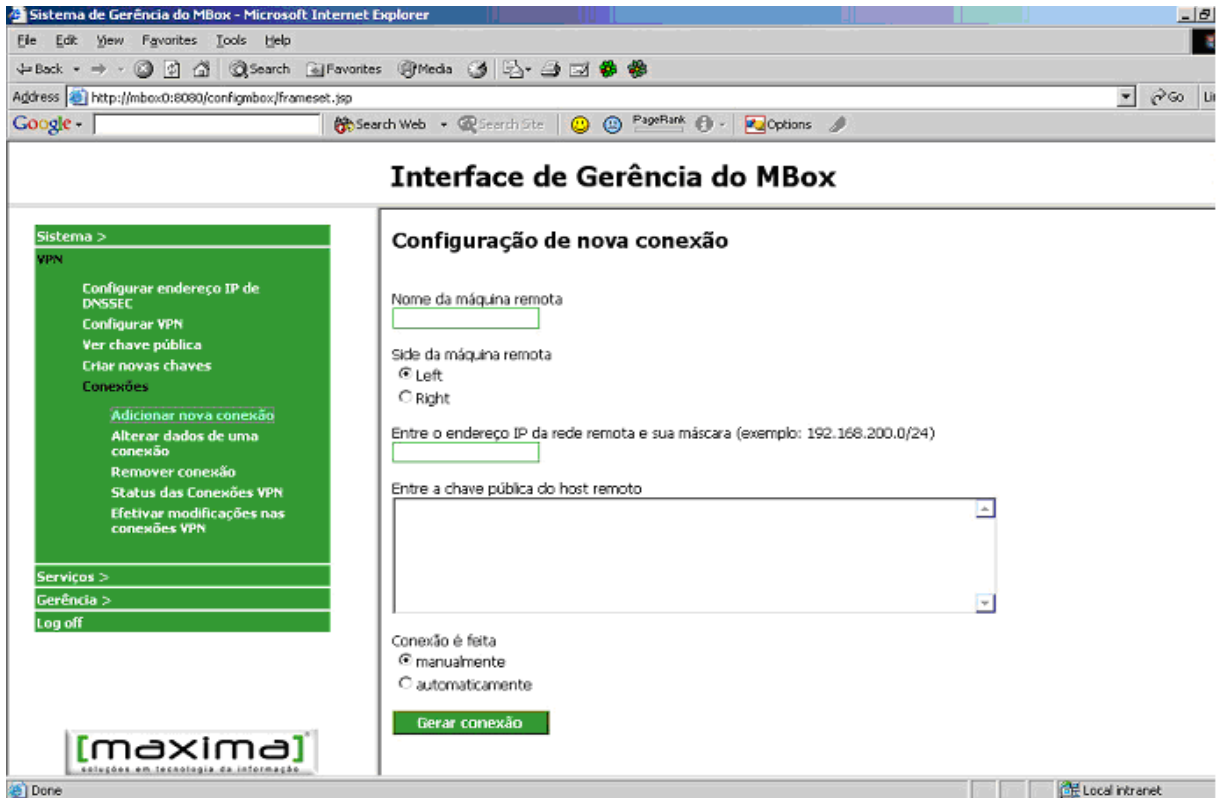 Sistema de Gerência do MBox - Microsoft Internet Explorer
File Edit View Favorites Tools Help
Back Search Favorites Media
Address http://mbox0:8080/configmbox/frameset.jsp Go Li
Google Search Web Search Site PageRank Options
Interface de Gerência do MBox
Sistema >
VPN
Configurar endereço IP de
DNSSEC
Configurar VPN
Ver chave pública
Criar novas chaves
Conexões
Adicionar nova conexão
Alterar dados de uma
conexão
Remover conexão
Status das Conexões VPN
Efetivar modificações nas
conexões VPN
Serviços >
Gerência >
Log off
[maxima]
soluções em tecnologia da informação
Configuração de nova conexão
Nome da máquina remota
Side da máquina remota
Left
Right
Entre o endereço IP da rede remota e sua máscara (exemplo: 192.168.200.0/24)
Entre a chave pública do host remoto
Conexão é feita
manualmente
automaticamente
Gerar conexão
Done Local intranet